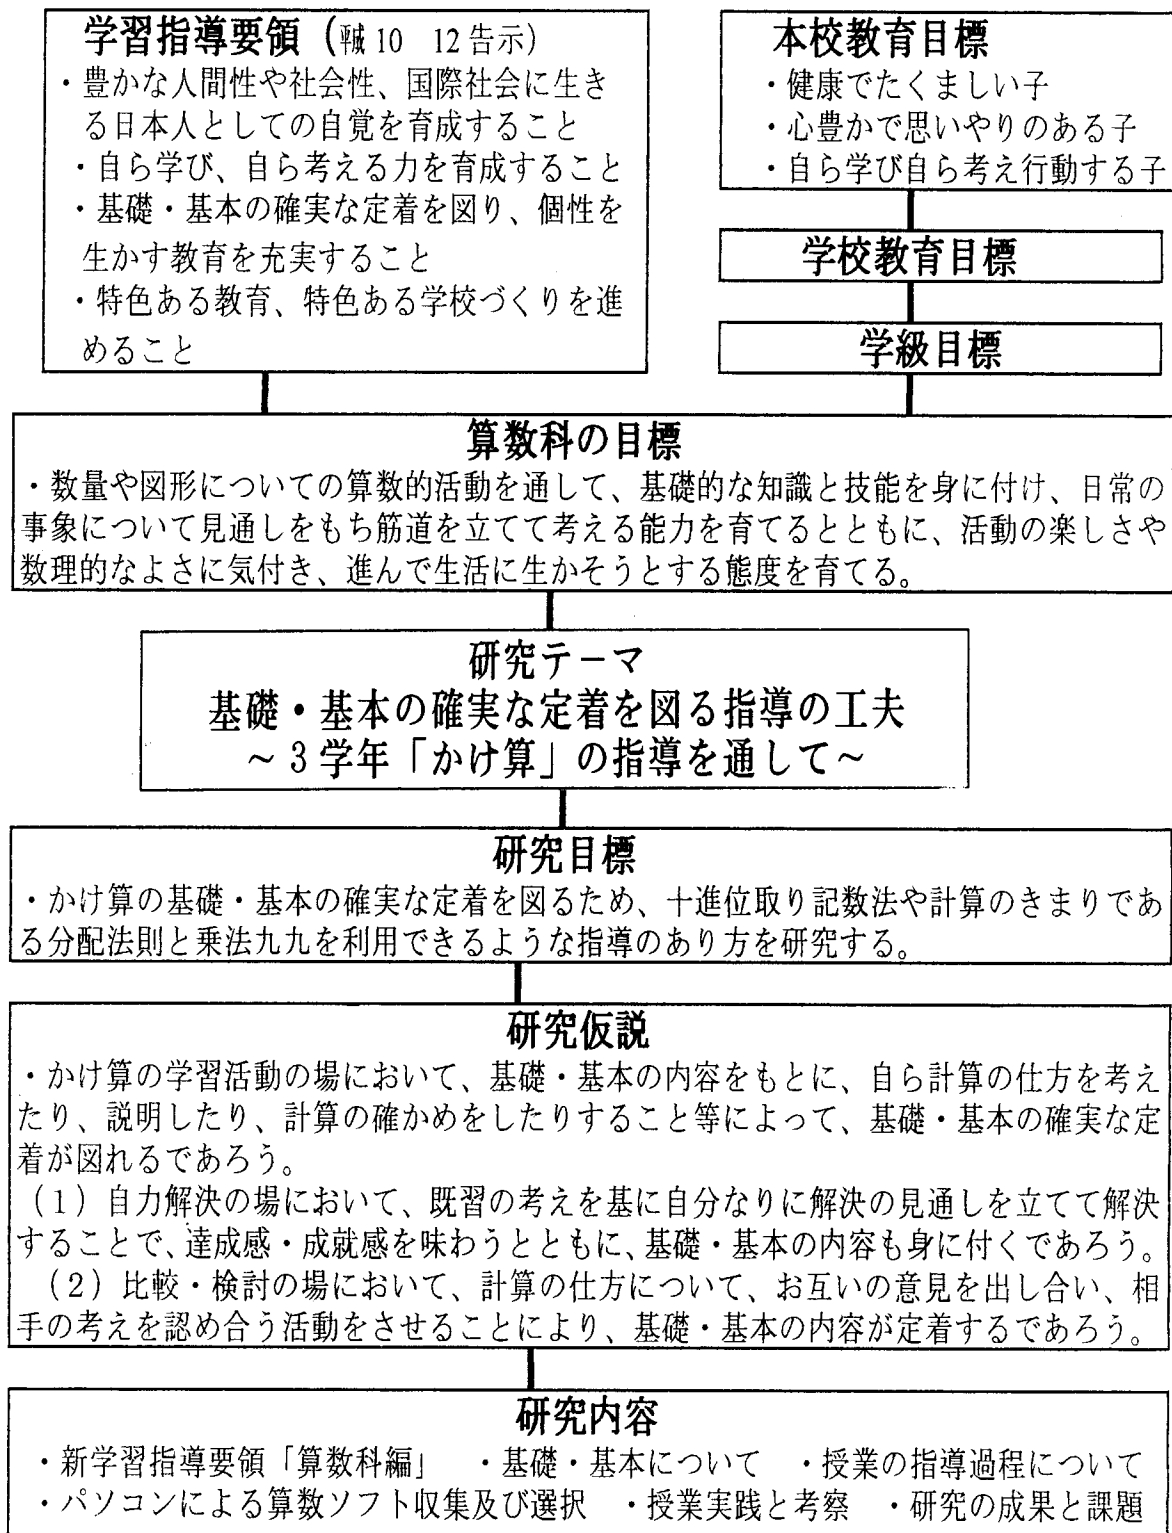 学習指導要領（平成10　12告示）
・豊かな人間性や社会性、国際社会に生き
る日本人としての自覚を育成すること
・自ら学び、自ら考える力を育成すること
・基礎・基本の確実な定着を図り、個性を
生かす教育を充実すること
・特色ある教育、特色ある学校づくりを進
めること
本校教育目標
・健康でたくましい子
・心豊かで思いやりのある子
・自ら学び自ら考え行動する子
学校教育目標
学級目標
算数科の目標
・数量や図形についての算数的活動を通して、基礎的な知識と技能を身に付け、日常の
事象について見通しをもち筋道を立てて考える能力を育てるとともに、活動の楽しさや
数理的なよさに気付き、進んで生活に生かそうとする態度を育てる。
研究テーマ
基礎・基本の確実な定着を図る指導の工夫
～３学年「かけ算」の指導を通して～
研究目標
・かけ算の基礎・基本の確実な定着を図るため、十進位取り記数法や計算のきまりであ
る分配法則と乗法九九を利用できるような指導のあり方を研究する。
研究仮説
・かけ算の学習活動の場において、基礎・基本の内容をもとに、自ら計算の仕方を考え
たり、説明したり、計算の確かめをしたりすること等によって、基礎・基本の確実な定
着が図れるであろう。
（1）自力解決の場において、既習の考えを基に自分なりに解決の見通しを立てて解決
することで、達成感・成就感を味わうとともに、基礎・基本の内容も身に付くであろう。
（2）比較・検討の場において、計算の仕方について、お互いの意見を出し合い、相
手の考えを認め合う活動をさせることにより、基礎・基本の内容が定着するであろう。
研究内容
・新学習指導要領「算数科編」　・基礎・基本について　・授業の指導過程について
・パソコンによる算数ソフト収集及び選択　・授業実践と考察　・研究の成果と課題